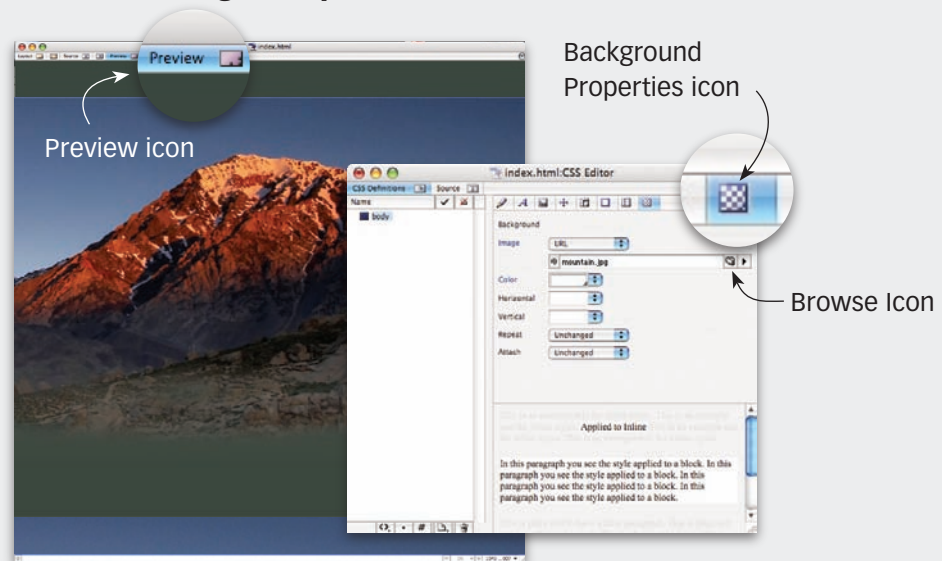 index.html
Layout
Source
Preview
Preview
Preview icon
Background
Properties icon
Browse Icon
index.html:CSS Editor
CSS Definitions
Source
Name
body
Background
Image
URL
mountain.jpg
Color
Horizontal
Vertical
Repeat
Unchanged
Attach
Unchanged
Applied to Inline
In this paragraph you see the style applied to a block. In this
paragraph you see the style applied to a block. In this
paragraph you see the style applied to a block. In this
paragraph you see the style applied to a block.